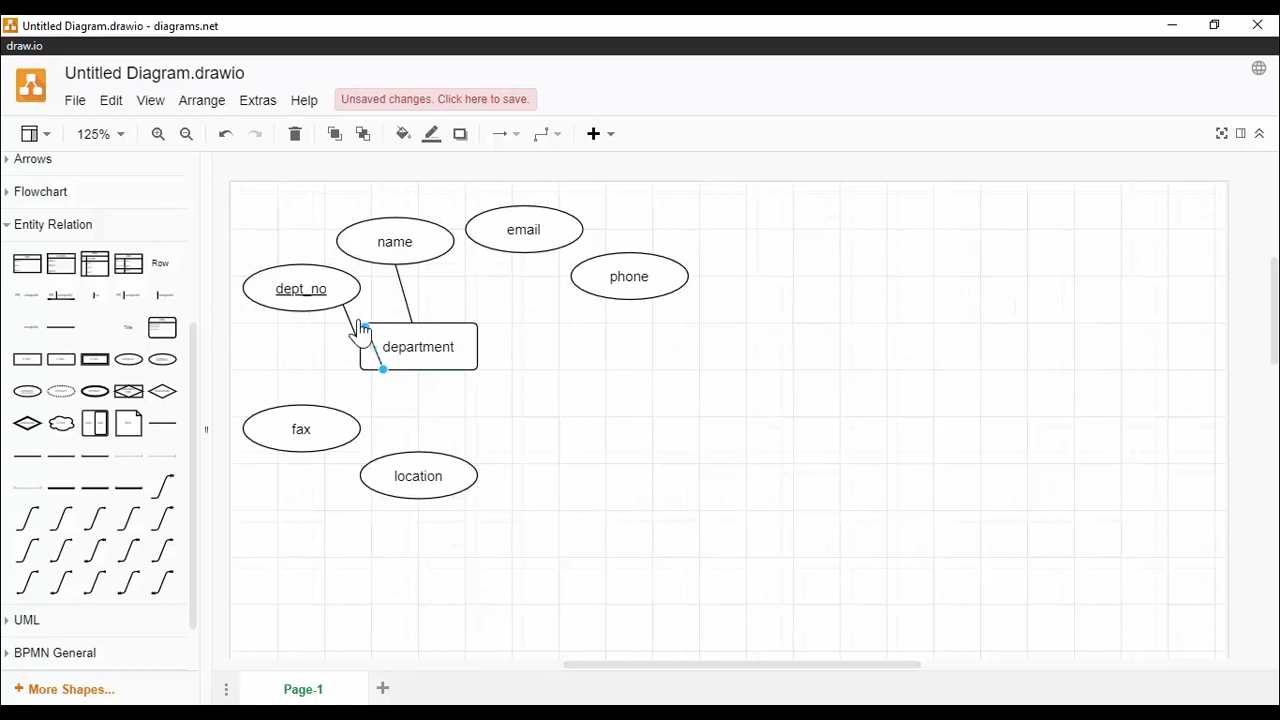 Untitled Diagram.drawio - diagrams.net
draw.io
Untitled Diagram.drawio
File Edit View Arrange Extras Help Unsaved changes. Click here to save.
125%
Arrows
Flowchart
Entity Relation
Row
Title
UML
BPMN General
+ More Shapes...
email
name
phone
dept_no
department
fax
location
Page-1